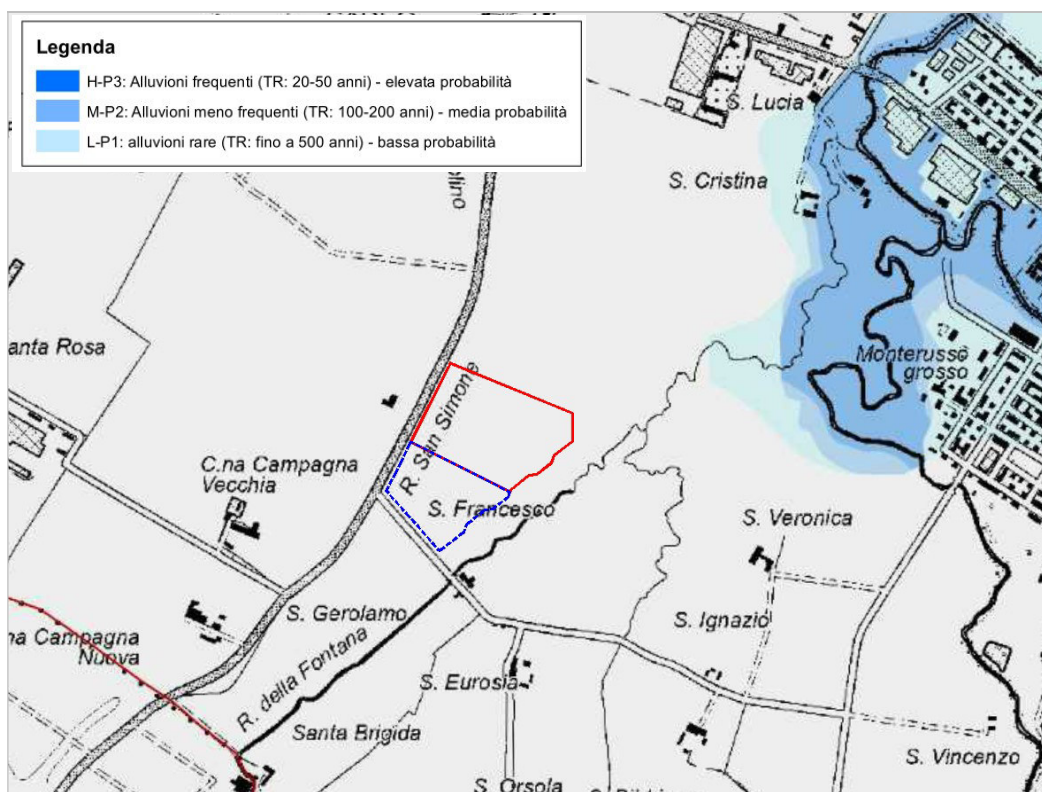 Legenda
H-P3: Alluvioni frequenti (TR: 20-50 anni) - elevata probabilità
M-P2: Alluvioni meno frequenti (TR: 100-200 anni) - media probabilità
L-P1: alluvioni rare (TR: fino a 500 anni) - bassa probabilità
S. Lucia
olino
S. Cristina
anta Rosa
Monterusso
grosso
R. San Simone
C.na Campagna
Vecchia
S. Francesco
S. Veronica
S. Gerolamo
S. Ignazio
na Campagna
Nuova
R. della Fontana
S. Eurosia
Santa Brigida
S. Vincenzo
S. Orsola